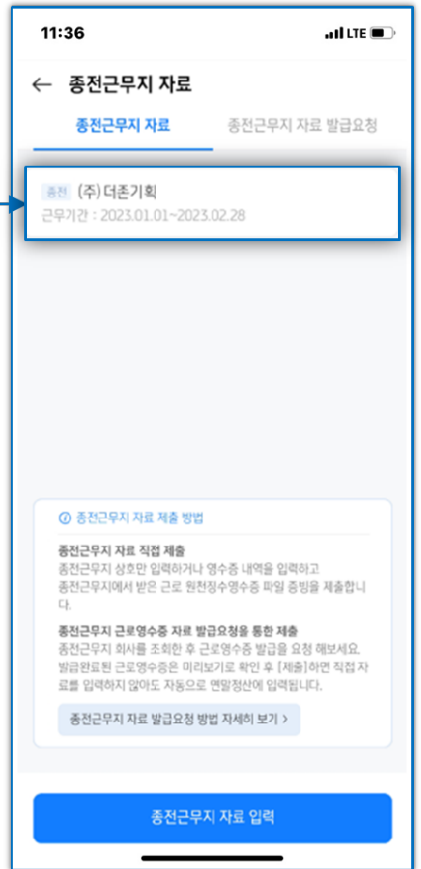 11:36 LTE
← 종전근무지 자료
종전근무지 자료 종전근무지 자료 발급요청
종전 (주)더존기획
근무기간 : 2023.01.01~2023.02.28
종전근무지 자료 제출 방법
종전근무지 자료 직접 제출
종전근무지 상호만 입력하거나 영수증 내역을 입력하고
종전근무지에서 받은 근로 원천징수영수증 파일 증빙을 제출합니
다.
종전근무지 근로영수증 자료 발급요청을 통한 제출
종전근무지 회사를 조회한 후 근로영수증 발급을 요청 해보세요.
발급완료된 근로영수증은 미리보기로 확인 후 [제출]하면 직접 자
료를 입력하지 않아도 자동으로 연말정산에 입력됩니다.
종전근무지 자료 발급요청 방법 자세히 보기 >
종전근무지 자료 입력